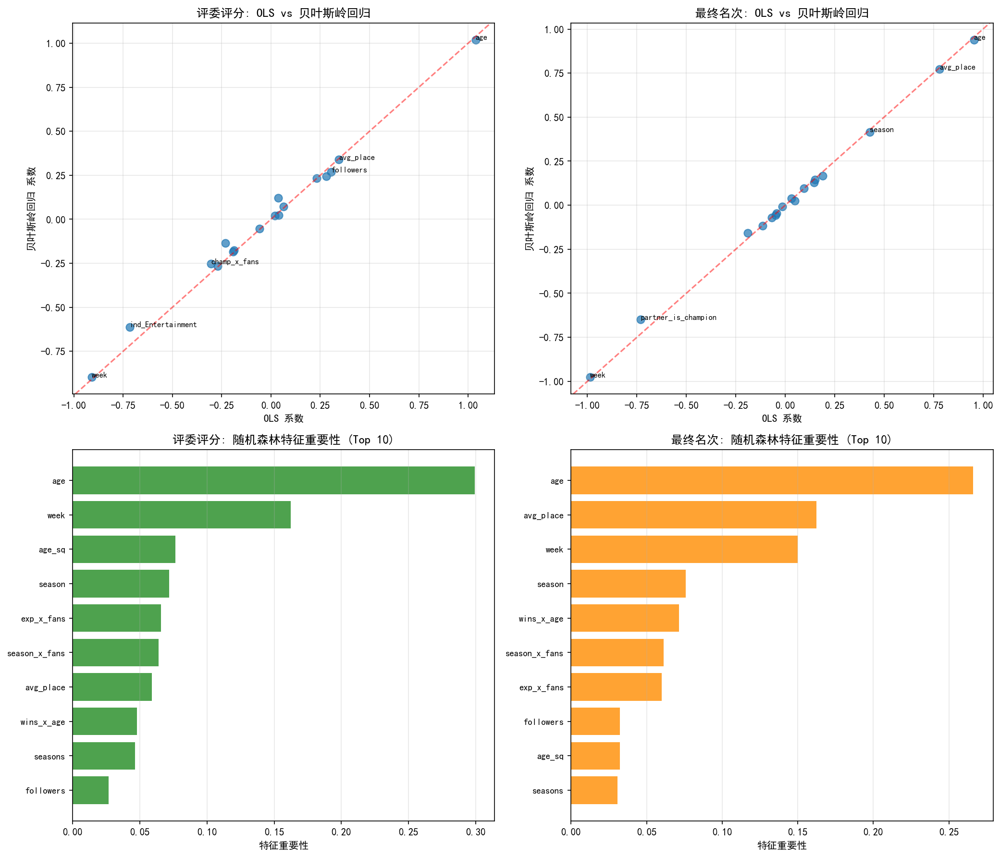 评委评分: OLS vs 贝叶斯岭回归
贝叶斯岭回归 系数
1.00
0.75
0.50
0.25
0.00
−0.25
−0.50
−0.75
age
avg_place
followers
champ_x_fans
ind_Entertainment
week
−1.00 −0.75 −0.50 −0.25 0.00 0.25 0.50 0.75 1.00
OLS 系数
最终名次: OLS vs 贝叶斯岭回归
贝叶斯岭回归 系数
1.00
0.75
0.50
0.25
0.00
−0.25
−0.50
−0.75
−1.00
age
avg_place
season
partner_is_champion
week
−1.00 −0.75 −0.50 −0.25 0.00 0.25 0.50 0.75 1.00
OLS 系数
评委评分: 随机森林特征重要性 (Top 10)
age
week
age_sq
season
exp_x_fans
season_x_fans
avg_place
wins_x_age
seasons
followers
0.00 0.05 0.10 0.15 0.20 0.25 0.30
特征重要性
最终名次: 随机森林特征重要性 (Top 10)
age
avg_place
week
season
wins_x_age
season_x_fans
exp_x_fans
followers
age_sq
seasons
0.00 0.05 0.10 0.15 0.20 0.25
特征重要性